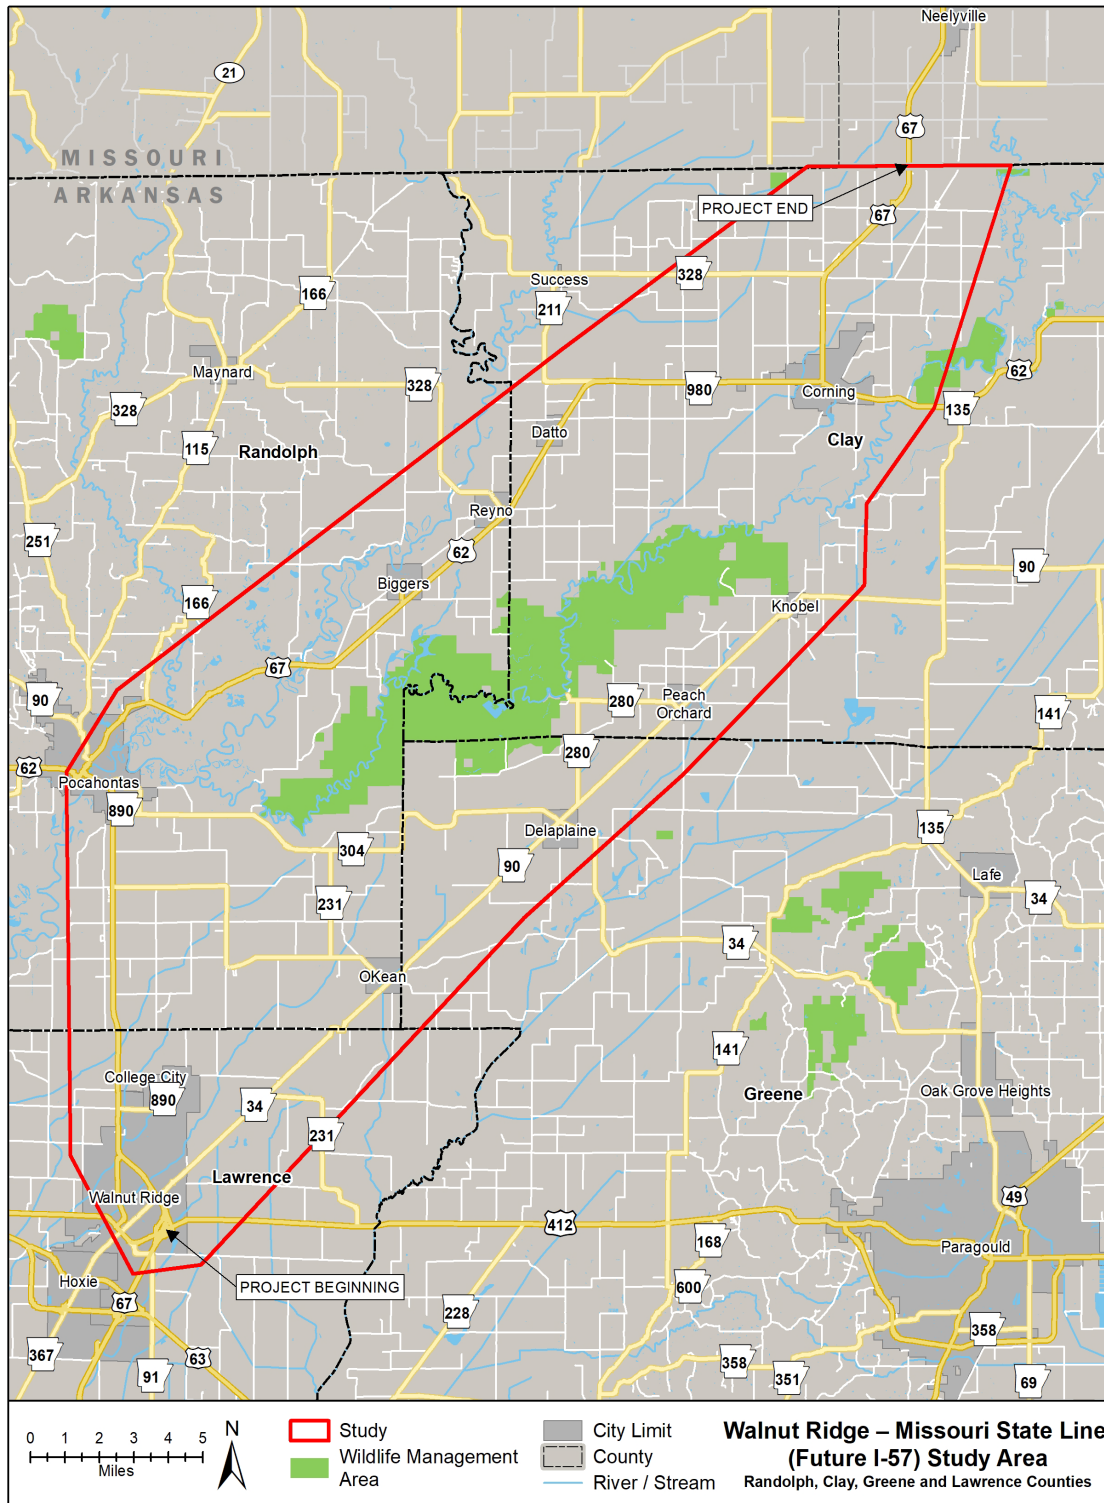 Neelyville
21
67
MISSOURI
ARKANSAS
PROJECT END
67
328
Success
211
166
Maynard
328
328
980
Corning
62
135
115
Randolph
Datto
Clay
Reyno
251
62
90
Biggers
166
Knobel
67
90
280
Peach
Orchard
141
280
62
Pocahontas
890
Delaplaine
135
304
90
Lafe
231
34
34
OKean
141
College City
890
34
Greene
Oak Grove Heights
231
Lawrence
Walnut Ridge
49
412
168
Paragould
Hoxie
PROJECT BEGINNING
600
67
228
358
367
63
358
91
351
69
0 1 2 3 4 5
Miles
N
Study
Wildlife Management
Area
City Limit
County
River / Stream
Walnut Ridge – Missouri State Line
(Future I-57) Study Area
Randolph, Clay, Greene and Lawrence Counties